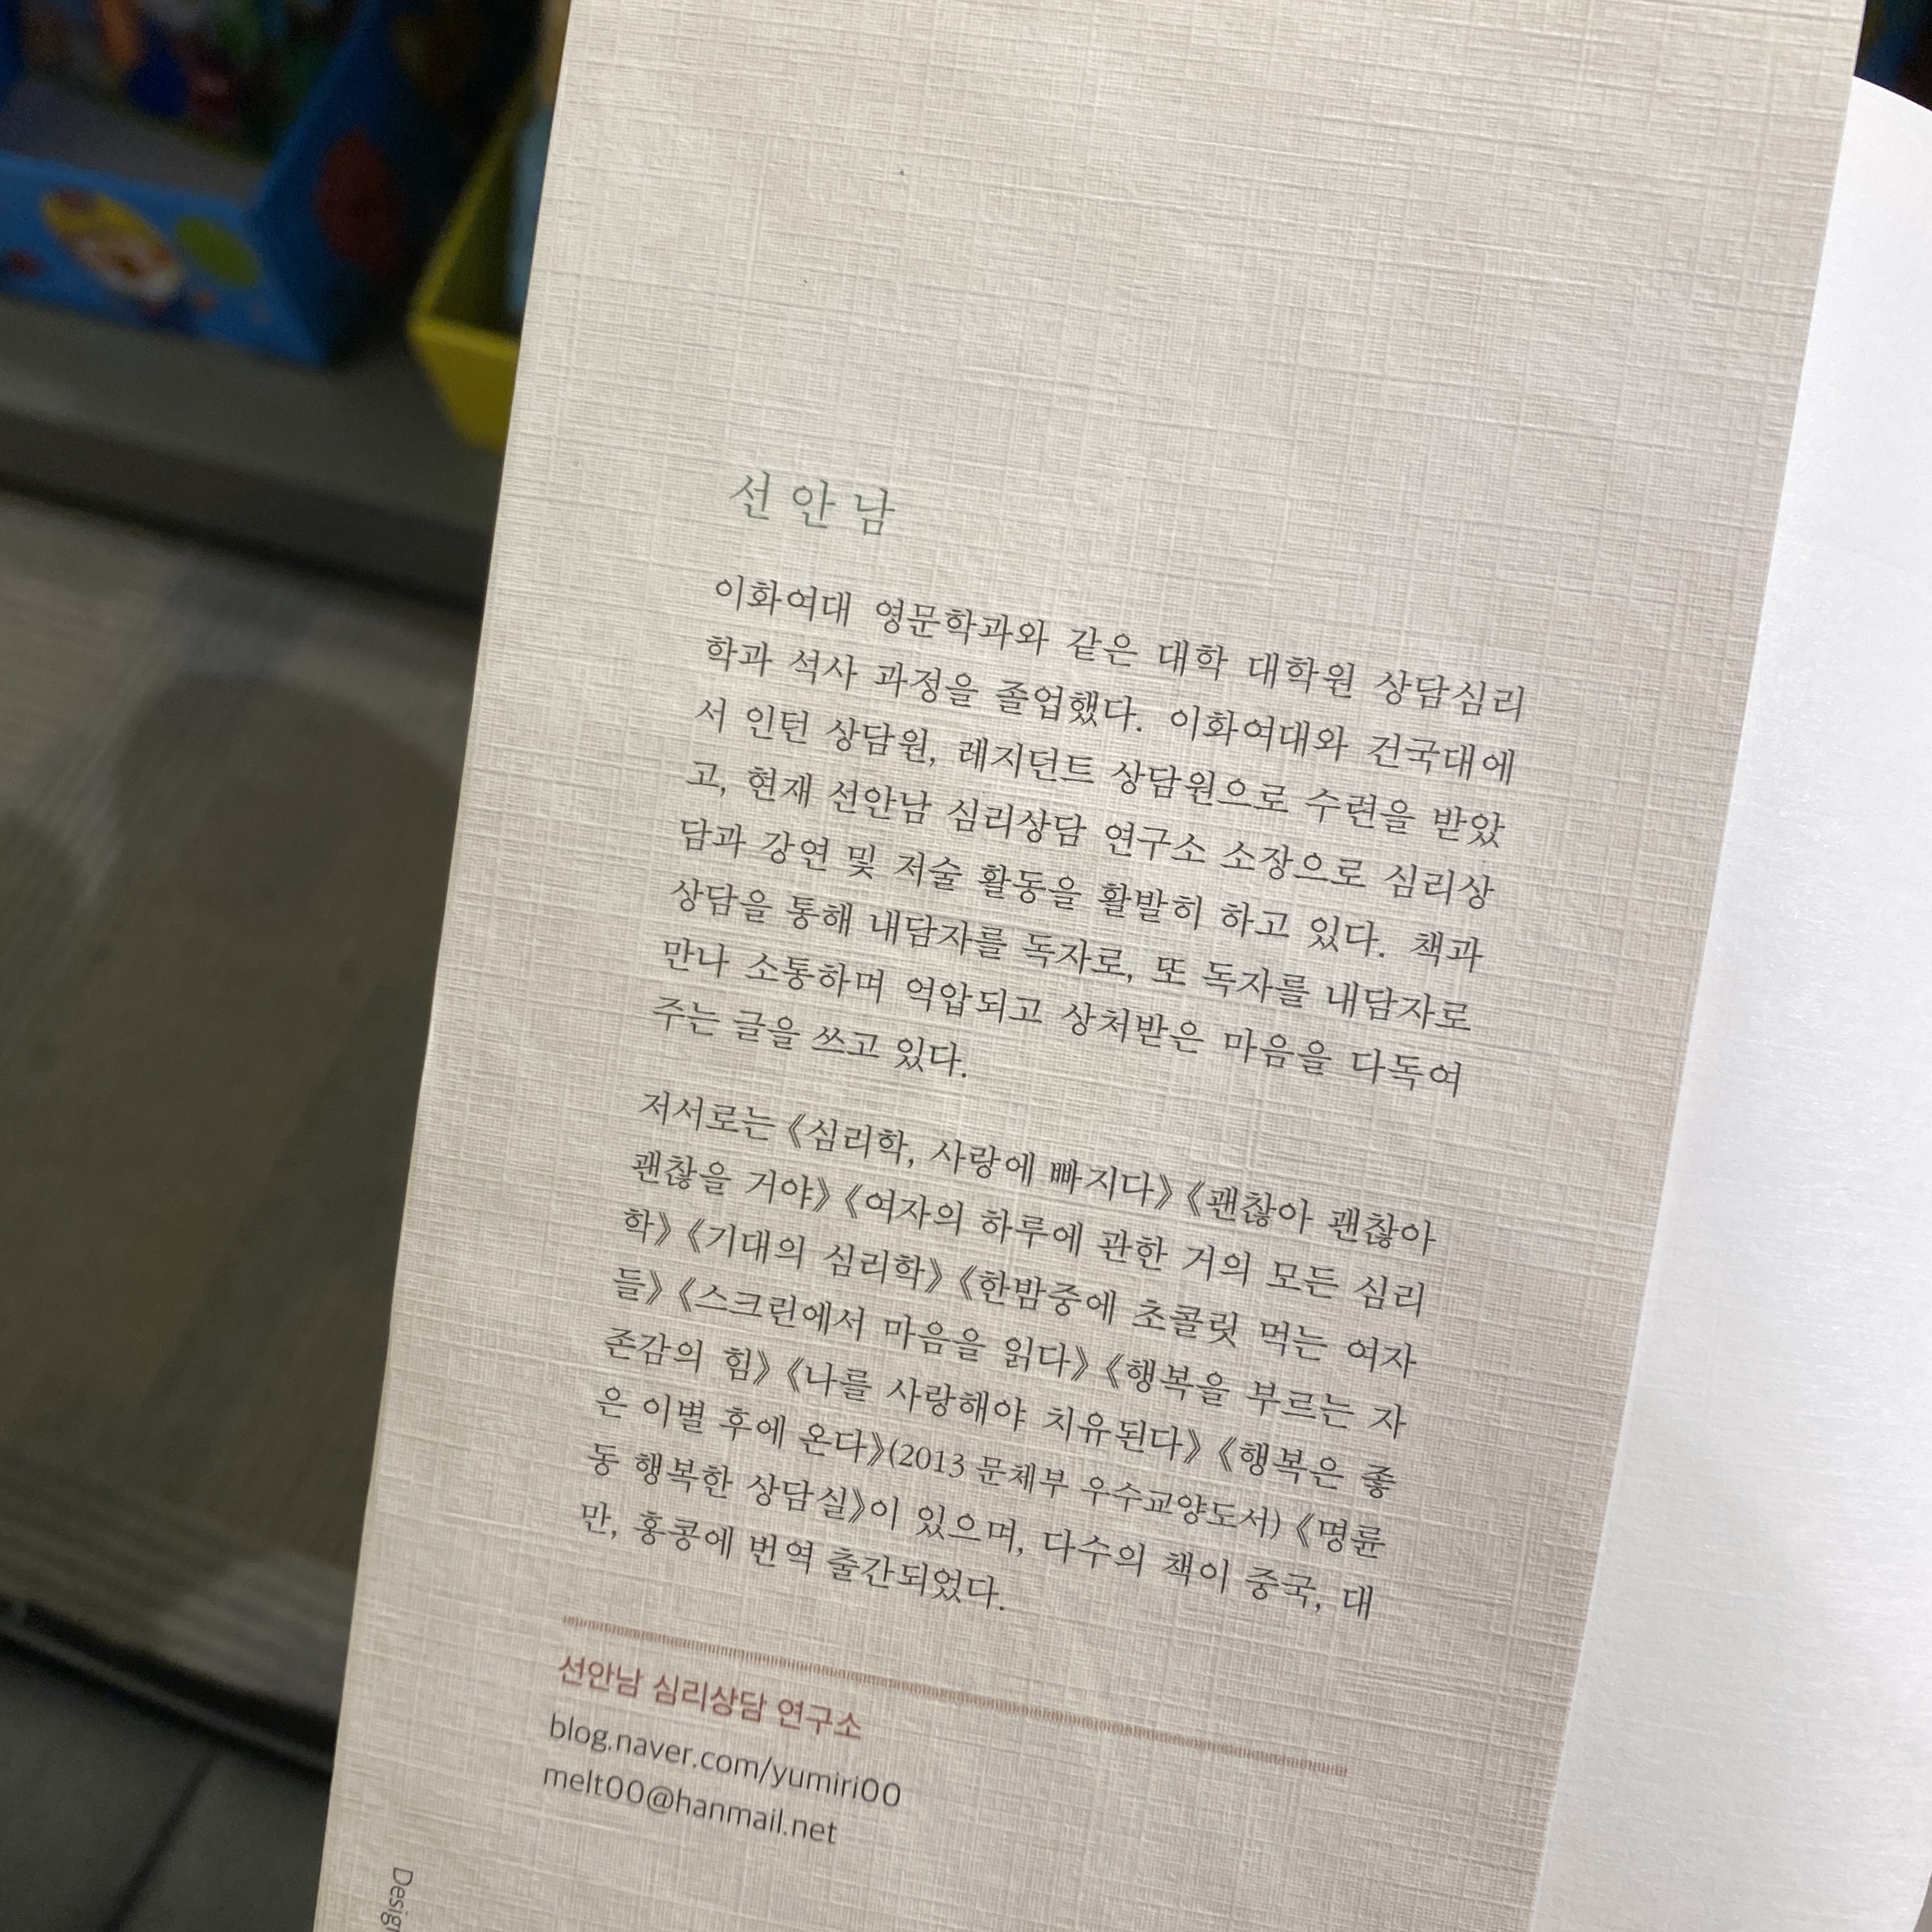 선안남
이화여대 영문학과와 같은 대학 대학원 상담심리
학과 석사 과정을 졸업했다. 이화여대와 건국대에
서 인턴 상담원, 레지던트 상담원으로 수련을 받았
고, 현재 선안남 심리상담 연구소 소장으로 심리상
담과 강연 및 저술 활동을 활발히 하고 있다. 책과
상담을 통해 내담자를 독자로, 또 독자를 내담자로
만나 소통하며 억압되고 상처받은 마음을 다독여
주는 글을 쓰고 있다.
저서로는 《심리학, 사랑에 빠지다》 《괜찮아 괜찮아
괜찮을 거야》 《여자의 하루에 관한 거의 모든 심리
학》 《기대의 심리학》 《한밤중에 초콜릿 먹는 여자
들》 《스크린에서 마음을 읽다》 《행복을 부르는 자
존감의 힘》 《나를 사랑해야 치유된다》 《행복은 좋
은 이별 후에 온다》(2013 문체부 우수교양도서) 《명륜
동 행복한 상담실》이 있으며, 다수의 책이 중국, 대
만, 홍콩에 번역 출간되었다.
선안남 심리상담 연구소
blog.naver.com/yumiri00
melt00@hanmail.net